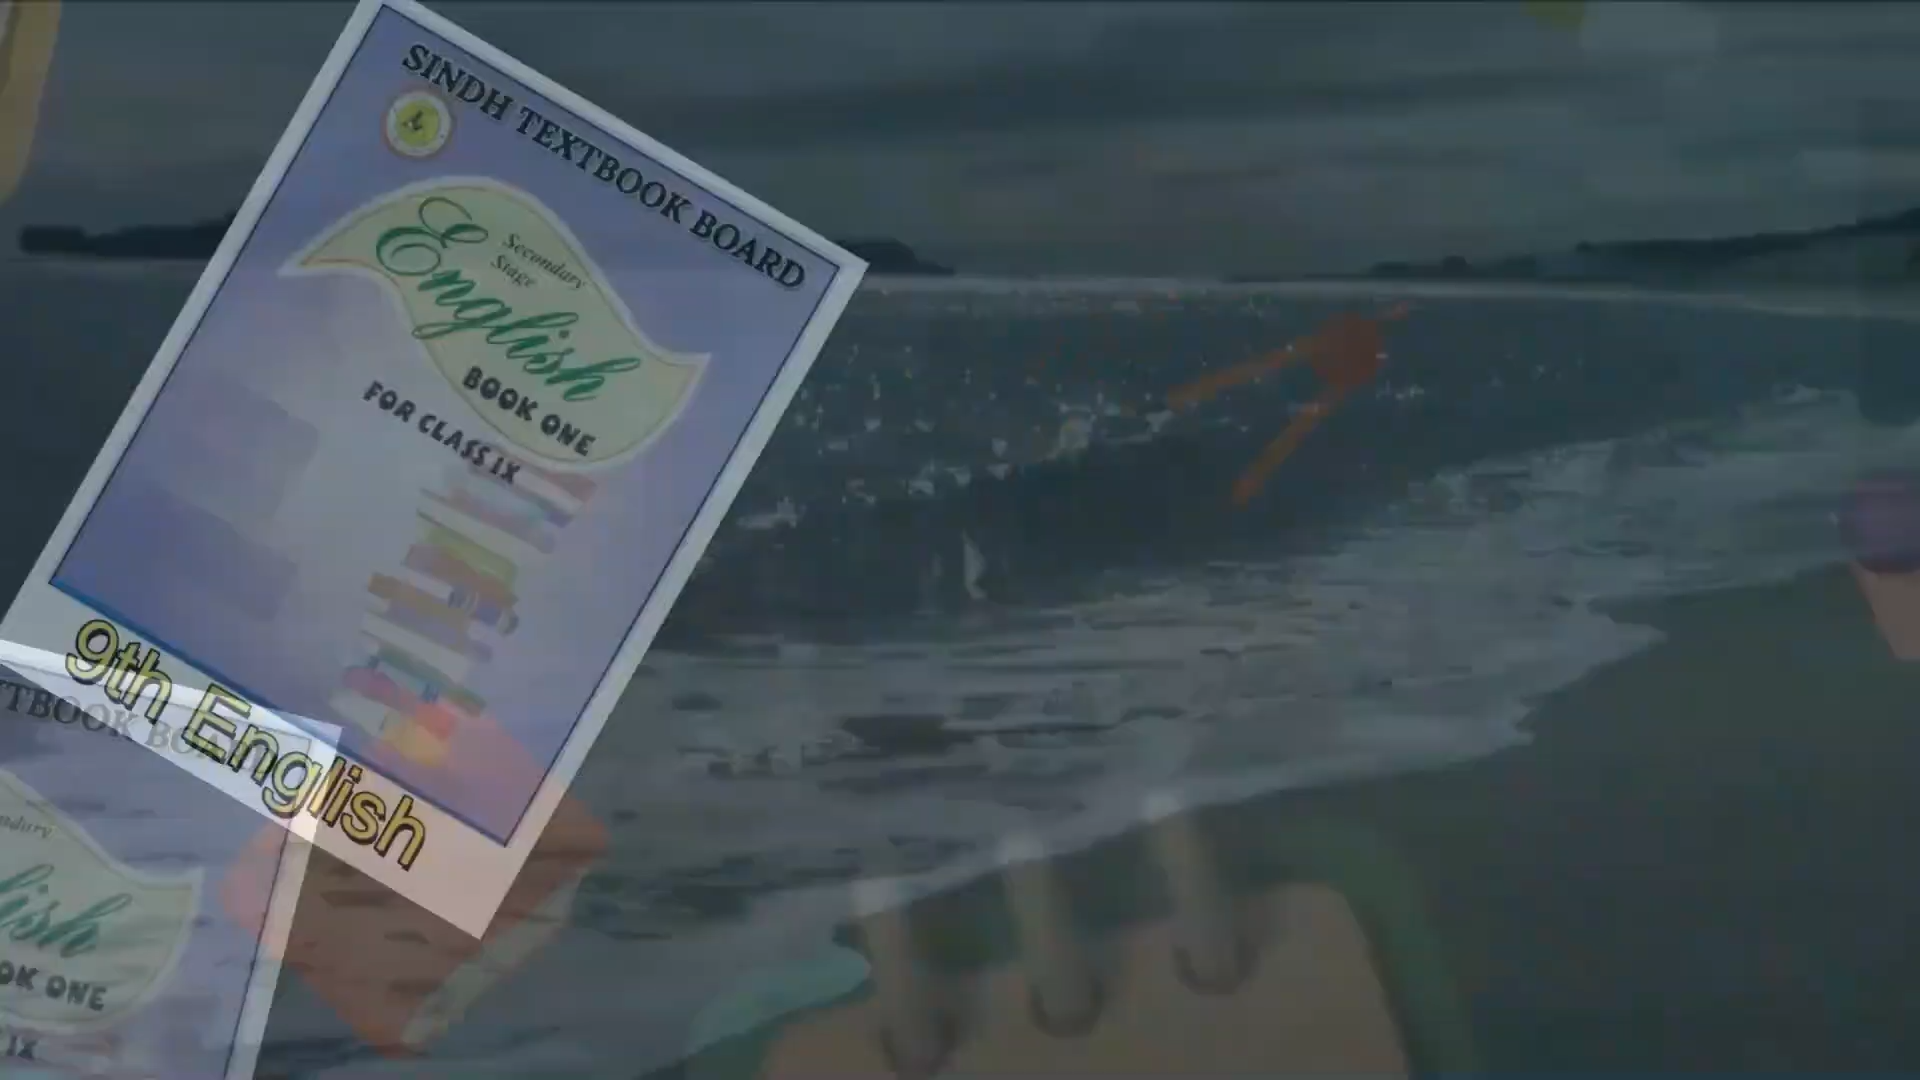 SINDH TEXTBOOK BOARD
Secondary
Stage
English
BOOK ONE
FOR CLASS IX
9th English
TBOOK BOARD
ndary
lish
OK ONE
IX